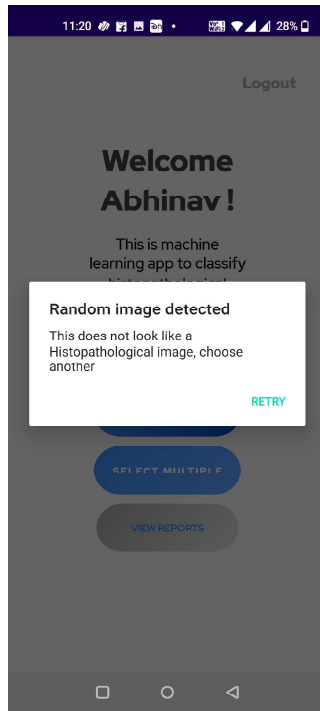 11:20
28%
Logout
Welcome
Abhinav !
This is machine
learning app to classify
Random image detected
This does not look like a
Histopathological image, choose
another
RETRY
SELECT MULTIPLE
VIEW REPORTS